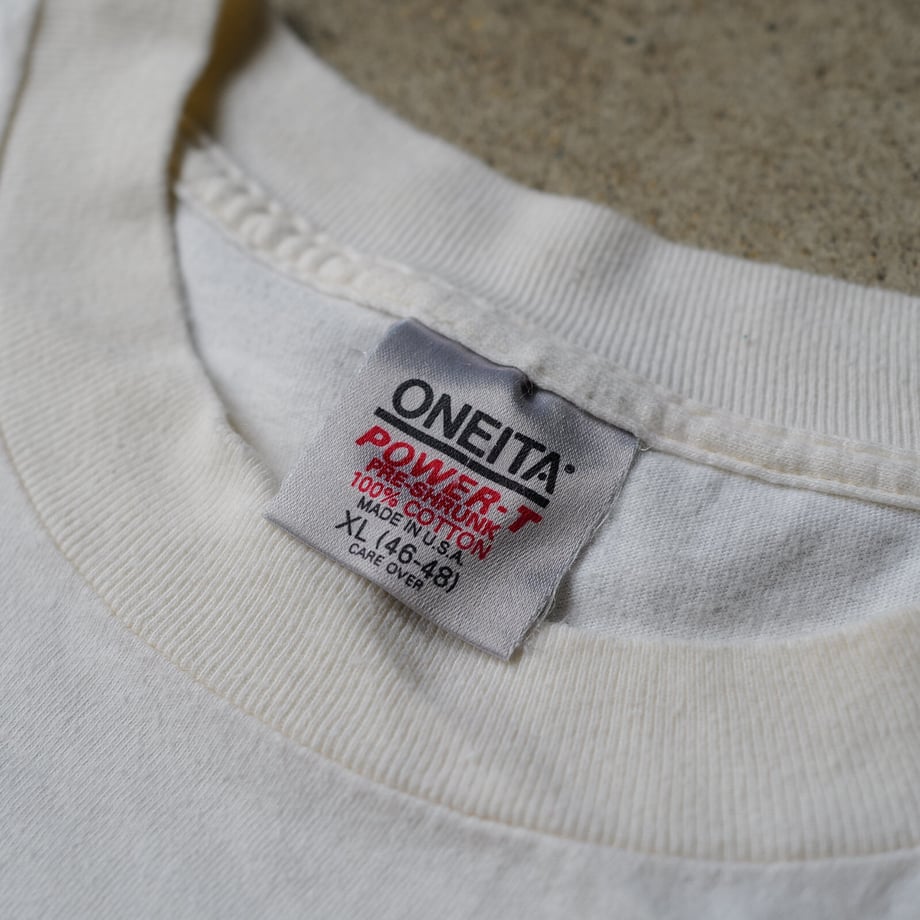 ONEITA
POWER-T
PRE-SHRUNK
100% COTTON
MADE IN U.S.A.
XL (46-48)
CARE OVER